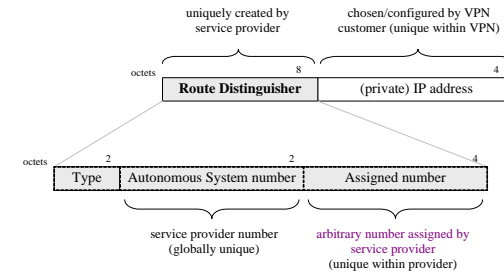 uniquely created by
service provider
chosen/configured by VPN
customer (unique within VPN)
octets
8
4
Route Distinguisher
(private) IP address
octets
2
2
4
Type
Autonomous System number
Assigned number
service provider number
(globally unique)
arbitrary number assigned by
service provider
(unique within provider)